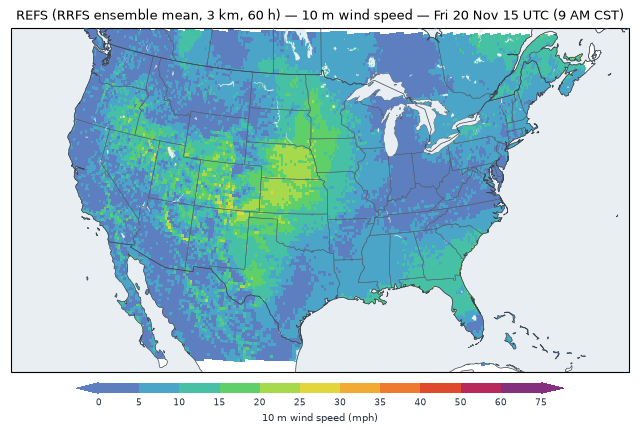 REFS (RRFS ensemble mean, 3 km, 60 h) — 10 m wind speed — Fri 20 Nov 15 UTC (9 AM CST)
0 5 10 15 20 25 30 35 40 50 60 75
10 m wind speed (mph)